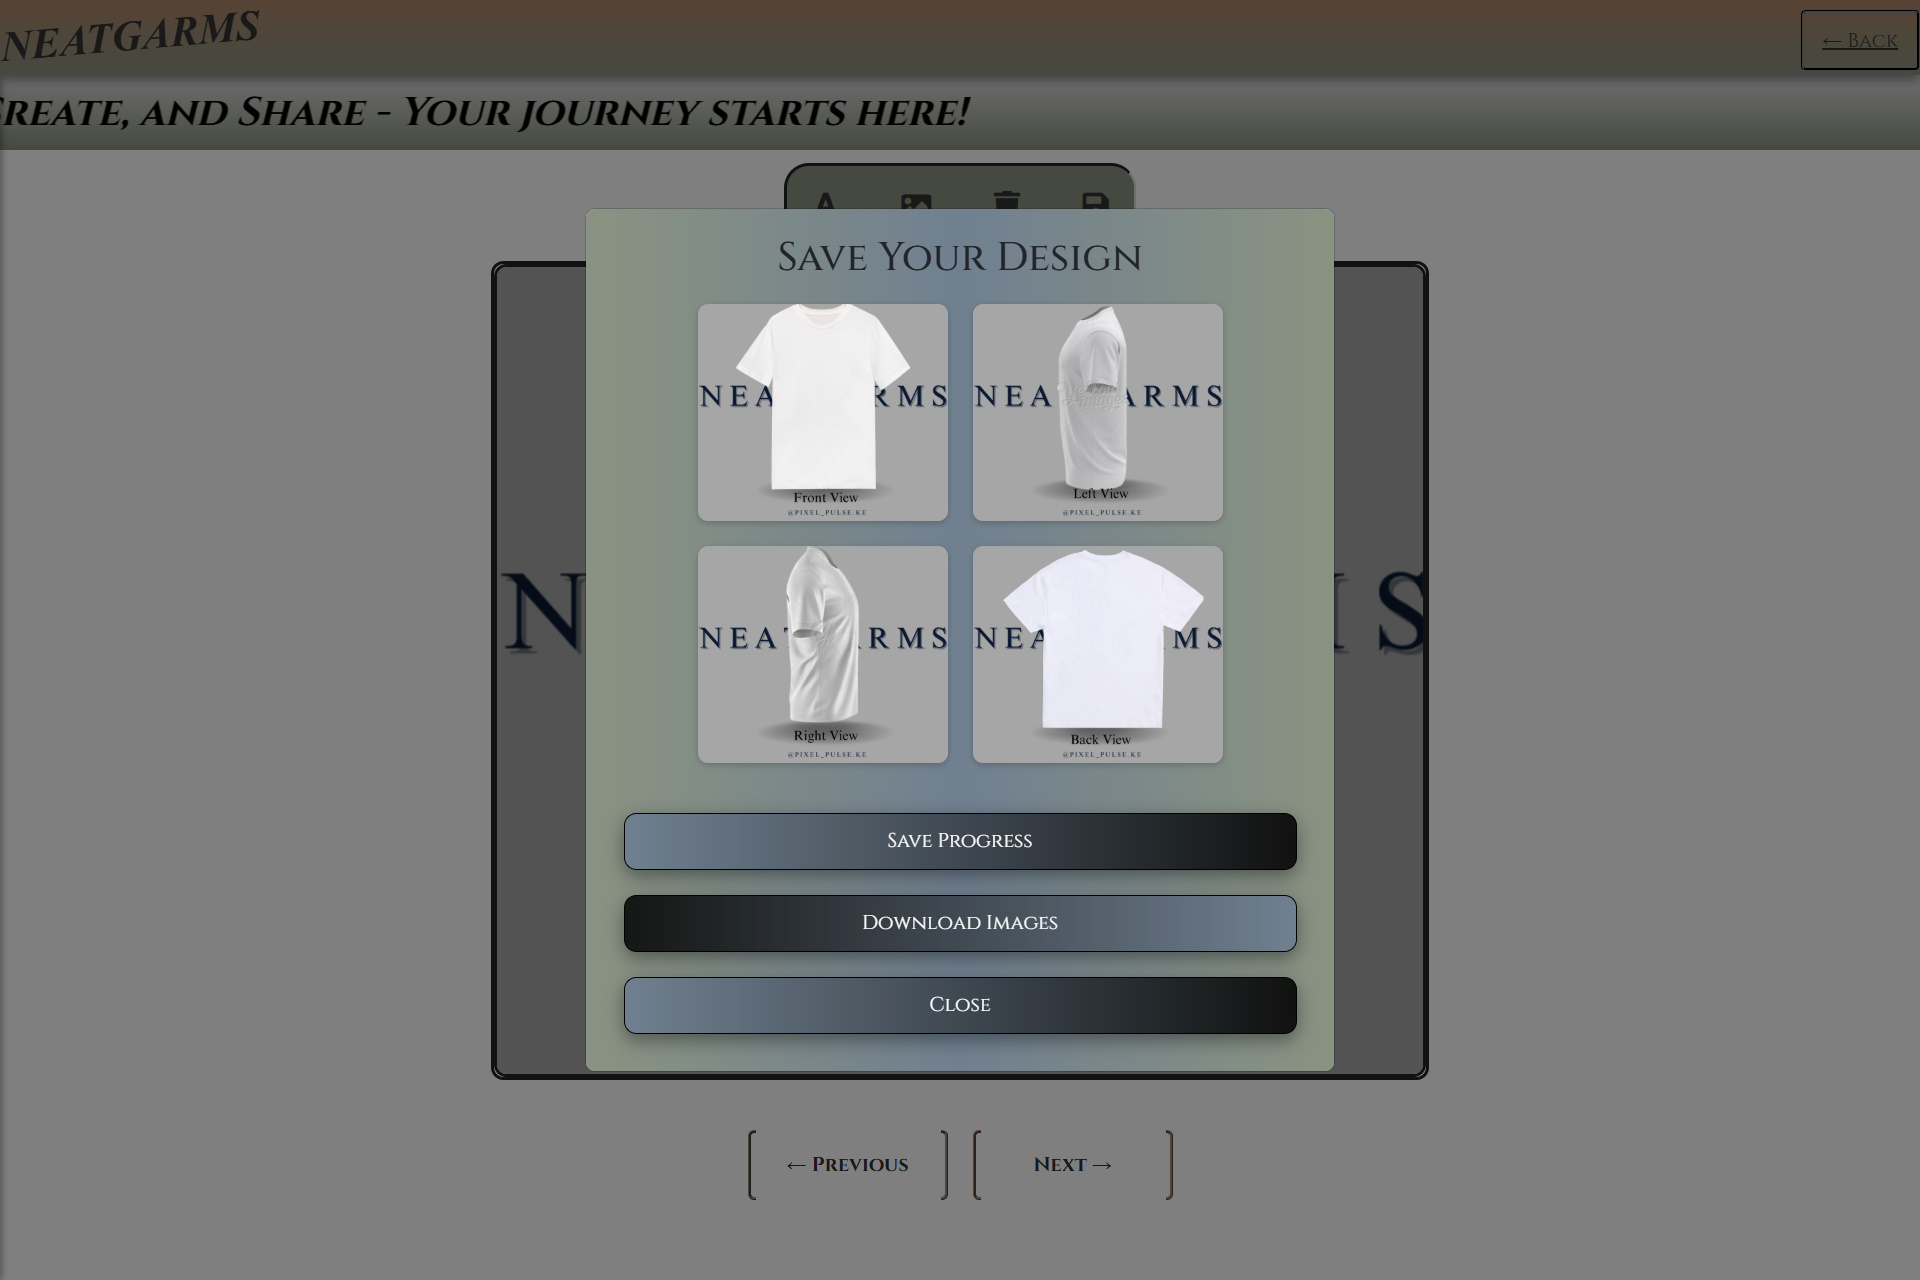 NEATGARMS
← Back
reate, and Share - Your journey starts here!
A
Save Your Design
NEA RMS
Front View
@PIXEL_PULSE.KE
NEA ARMS
Left View
@PIXEL_PULSE.KE
NEAT ARMS
Right View
@PIXEL_PULSE.KE
NEA MS
Back View
@PIXEL_PULSE.KE
N S
Save Progress
Download Images
Close
← Previous
Next →